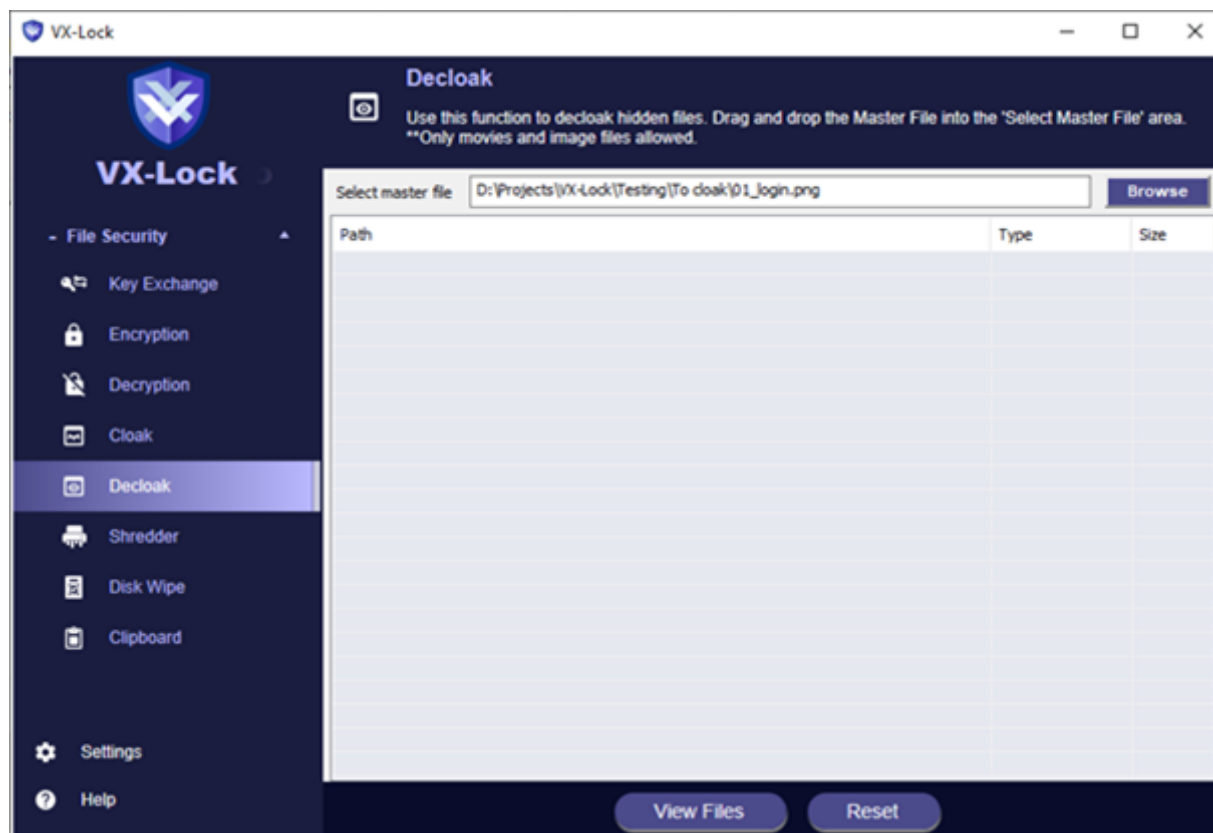 VX-Lock
VX-Lock
- File Security
Key Exchange
Encryption
Decryption
Cloak
Decloak
Shredder
Disk Wipe
Clipboard
Settings
Help
Decloak
Use this function to decloak hidden files. Drag and drop the Master File into the 'Select Master File' area.
**Only movies and image files allowed.
Select master file D:\Projects\VX-Lock\Testing\To cloak\01_login.png Browse
Path Type Size
View Files Reset